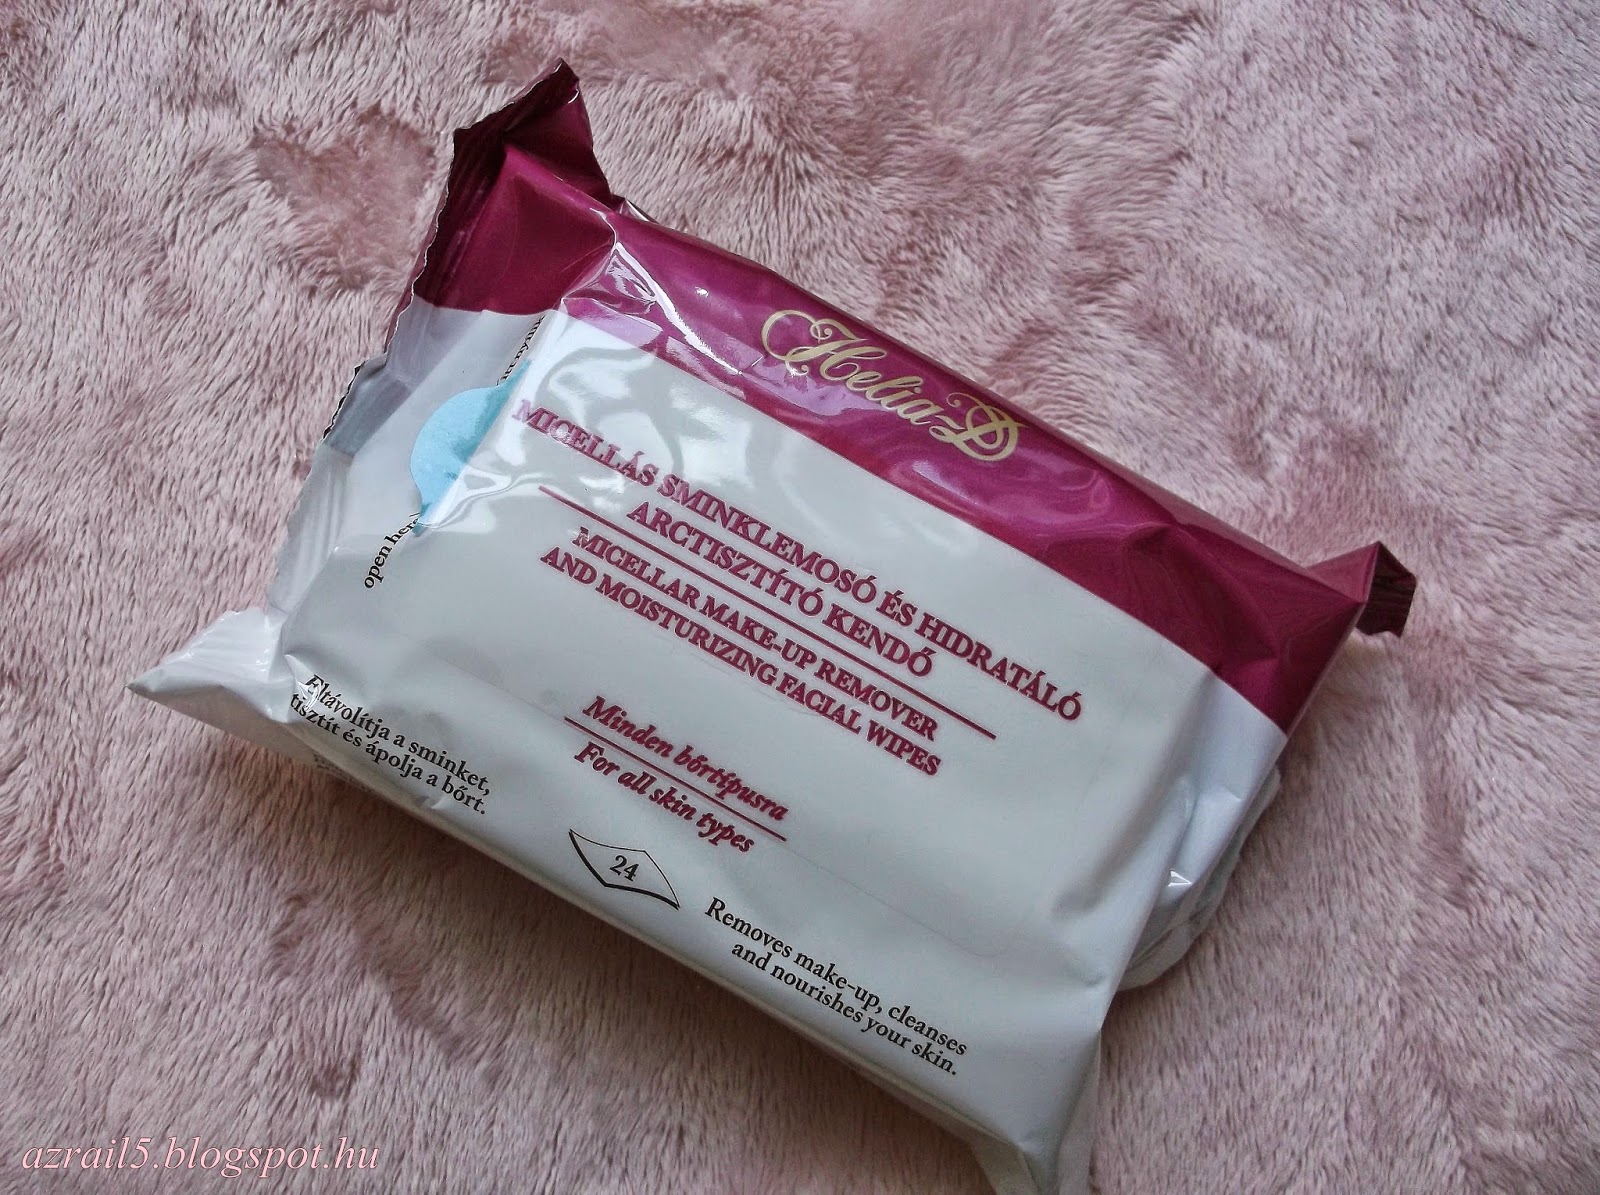 Helia-D
MICELLÁS SMINKLEMOSÓ ÉS HIDRATÁLÓ
ARCTISZTÍTÓ KENDŐ
MICELLAR MAKE-UP REMOVER
AND MOISTURIZING FACIAL WIPES
Minden bőrtípusra
For all skin types
24
open here
Eltávolítja a sminket,
tisztít és ápolja a bőrt.
Removes make-up, cleanses
and nourishes your skin.
azrail5.blogspot.hu